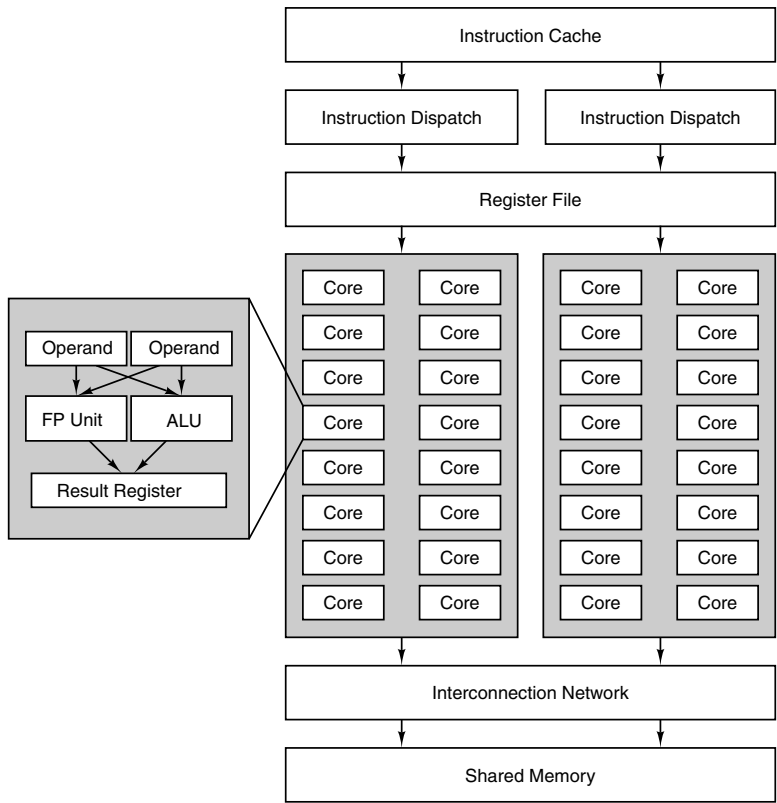 Instruction Cache
Instruction Dispatch Instruction Dispatch
Register File
Core Core Core Core
Core Core Core Core
Operand Operand
Core Core Core Core
FP Unit ALU
Core Core Core Core
Result Register
Core Core Core Core
Core Core Core Core
Core Core Core Core
Core Core Core Core
Interconnection Network
Shared Memory